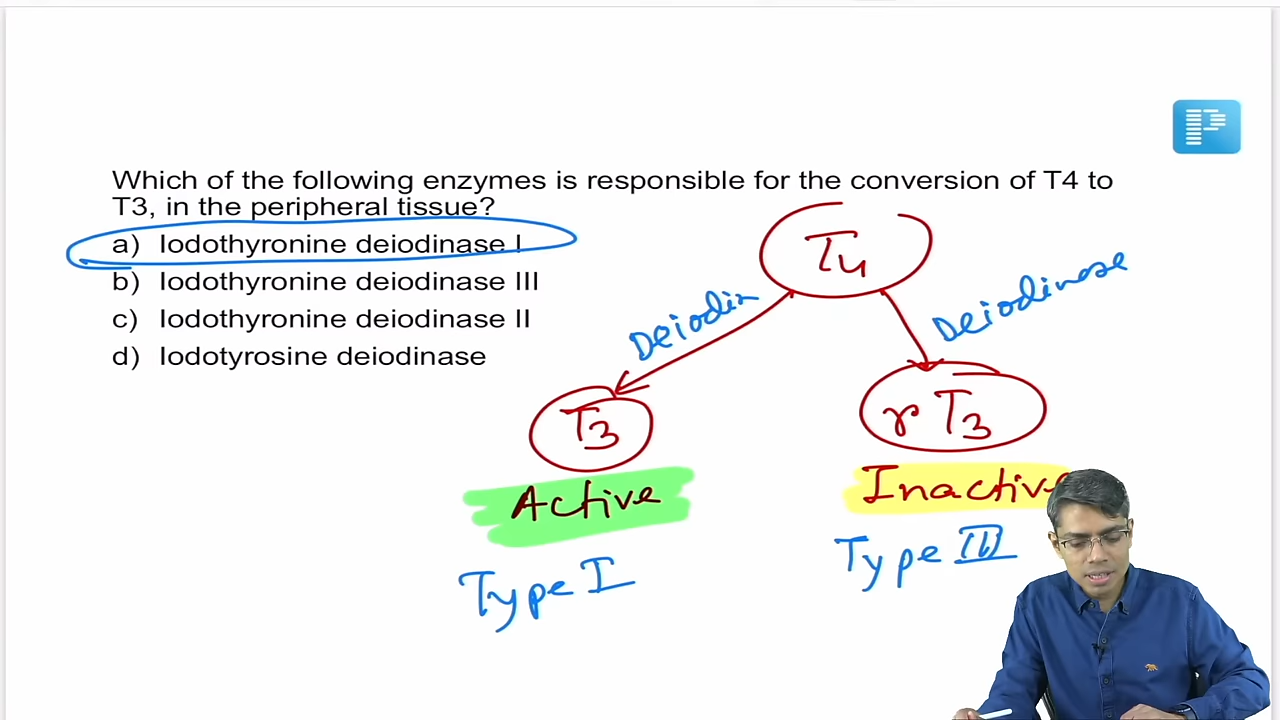 Which of the following enzymes is responsible for the conversion of T4 to
T3, in the peripheral tissue?
a) Iodothyronine deiodinase I
b) Iodothyronine deiodinase III
c) Iodothyronine deiodinase II
d) Iodotyrosine deiodinase
T4
Deiodin
Deiodinase
T3
rT3
Active
Inactive
Type I
Type III
P